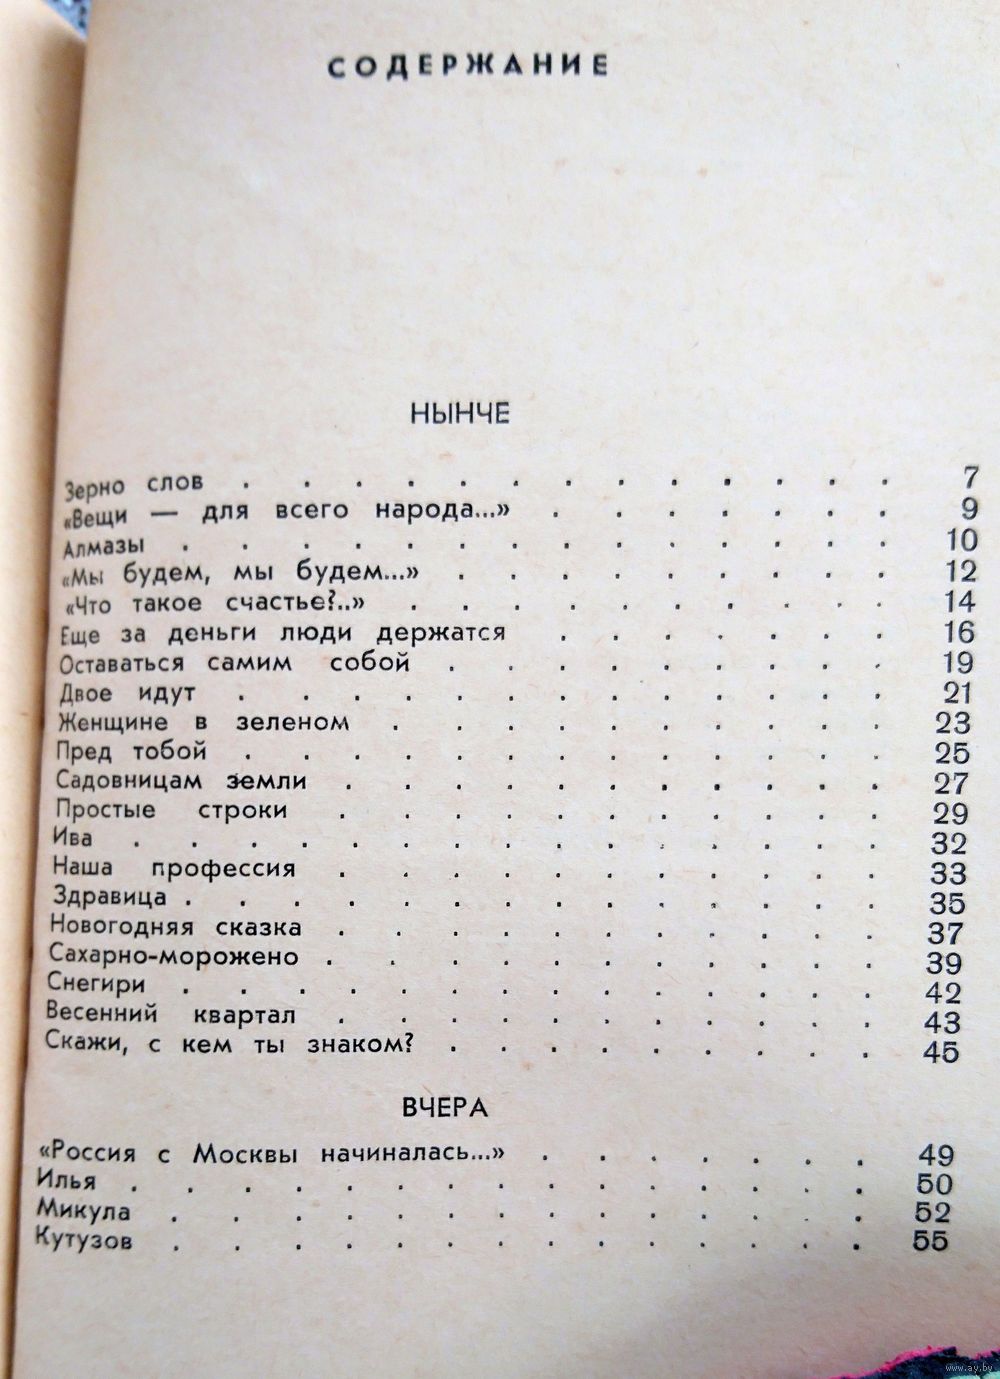 СОДЕРЖАНИЕ
НЫНЧЕ
Зерно слов . . . . . . . . . . . . 7
«Вещи — для всего народа...» . . . . . . 9
Алмазы . . . . . . . . . . . . . 10
«Мы будем, мы будем...» . . . . . . . . 12
«Что такое счастье?..» . . . . . . . . . 14
Еще за деньги люди держатся . . . . . . . 16
Оставаться самим собой . . . . . . . . 19
Двое идут . . . . . . . . . . . . 21
Женщине в зеленом . . . . . . . . . 23
Пред тобой . . . . . . . . . . . . 25
Садовницам земли . . . . . . . . . . 27
Простые строки . . . . . . . . . . 29
Ива . . . . . . . . . . . . . . 32
Наша профессия . . . . . . . . . . 33
Здравица . . . . . . . . . . . . . 35
Новогодняя сказка . . . . . . . . . . 37
Сахарно-морожено . . . . . . . . . . 39
Снегири . . . . . . . . . . . . . 42
Весенний квартал . . . . . . . . . . 43
Скажи, с кем ты знаком? . . . . . . . . 45
ВЧЕРА
«Россия с Москвы начиналась...» . . . . . . 49
Илья . . . . . . . . . . . . . . 50
Микула . . . . . . . . . . . . . 52
Кутузов . . . . . . . . . . . . . 55
www.ay.by